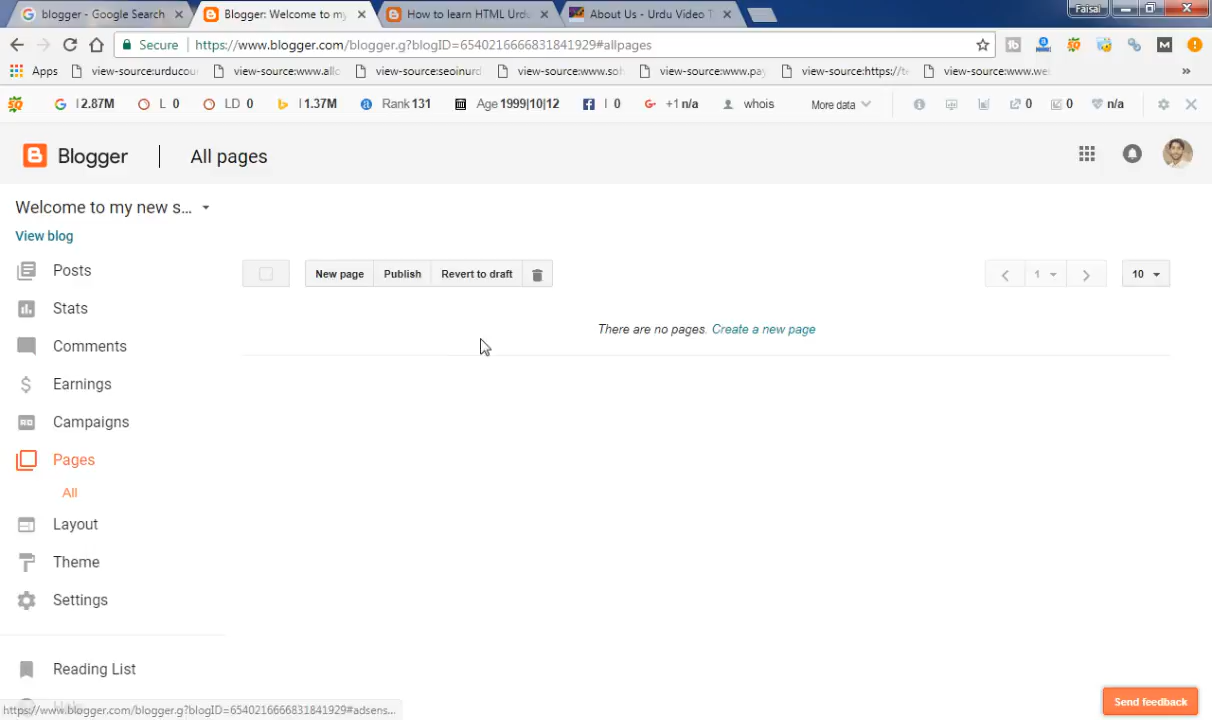 blogger - Google Search
Blogger: Welcome to my
How to learn HTML Urdu
About Us - Urdu Video T
Faisal
Secure https://www.blogger.com/blogger.g?blogID=6540216666831841929#allpages
Apps view-source:urducou view-source:www.allc view-source:seoinurd view-source:www.soh view-source:www.pay view-source:https://te view-source:www.we
I 2.87M L 0 LD 0 I 1.37M Rank 131 Age 1999|10|12 I 0 +1 n/a whois More data 0 0 n/a
Blogger All pages
Welcome to my new s...
View blog
Posts
New page Publish Revert to draft 1 10
Stats
There are no pages. Create a new page
Comments
Earnings
Campaigns
Pages
All
Layout
Theme
Settings
Reading List
Send feedback
https://www.blogger.com/blogger.g?blogID=6540216666831841929#adsens...